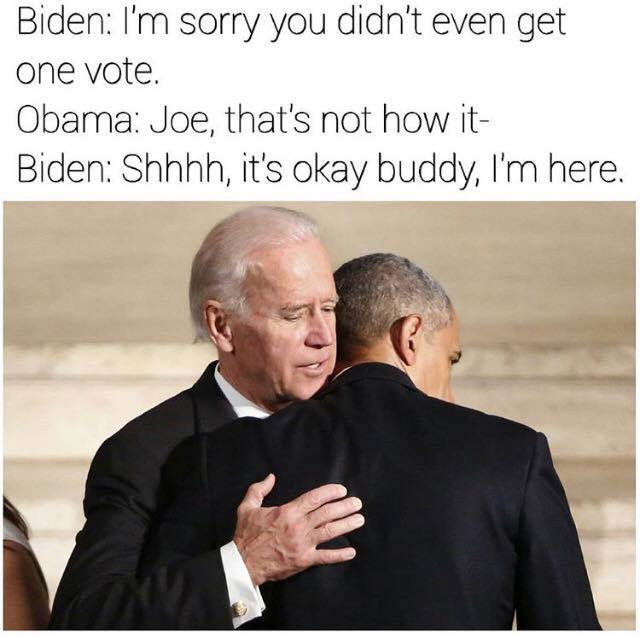 Biden: I'm sorry you didn't even get
one vote.
Obama: Joe, that's not how it-
Biden: Shhhh, it's okay buddy, I'm here.